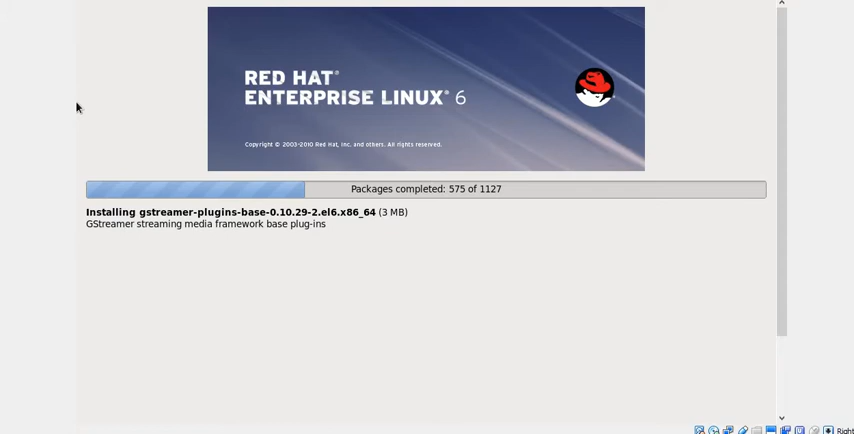 RED HAT®
ENTERPRISE LINUX® 6
Copyright © 2003-2010 Red Hat, Inc. and others. All rights reserved.
Packages completed: 575 of 1127
Installing gstreamer-plugins-base-0.10.29-2.el6.x86_64 (3 MB)
GStreamer streaming media framework base plug-ins
Right